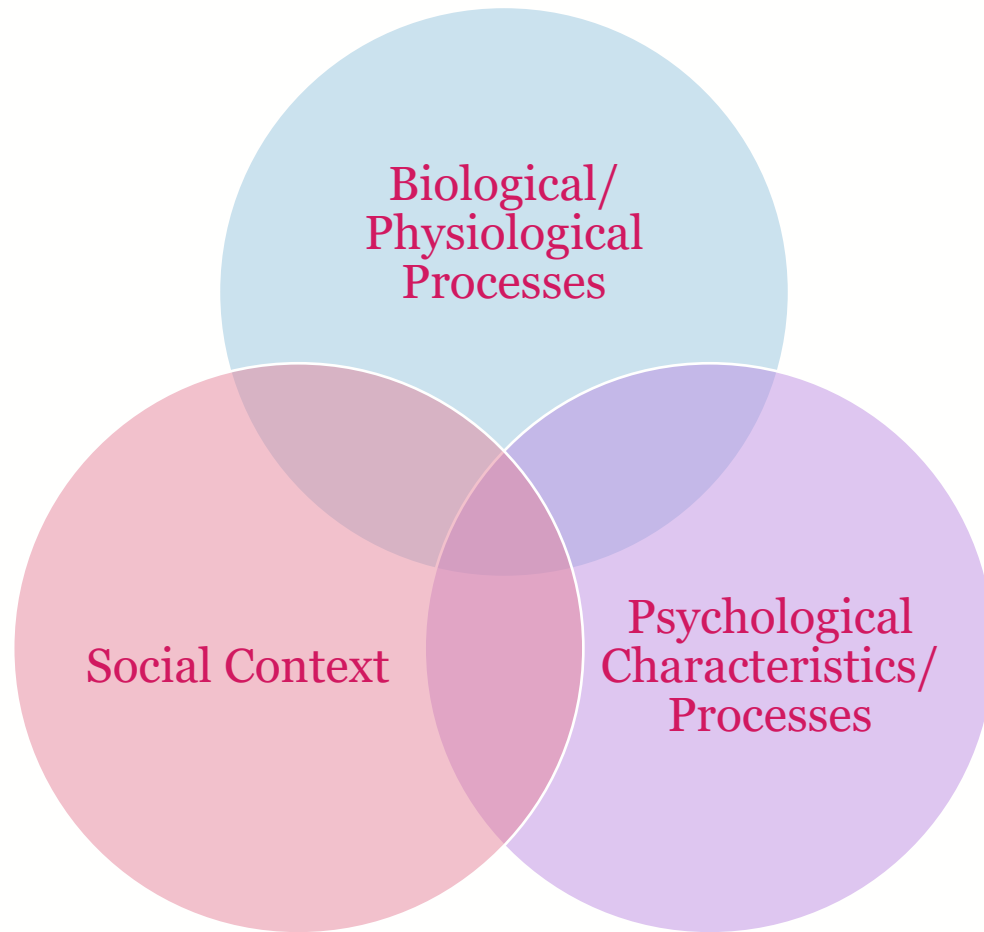 Biological/
Physiological
Processes
Social Context
Psychological
Characteristics/
Processes